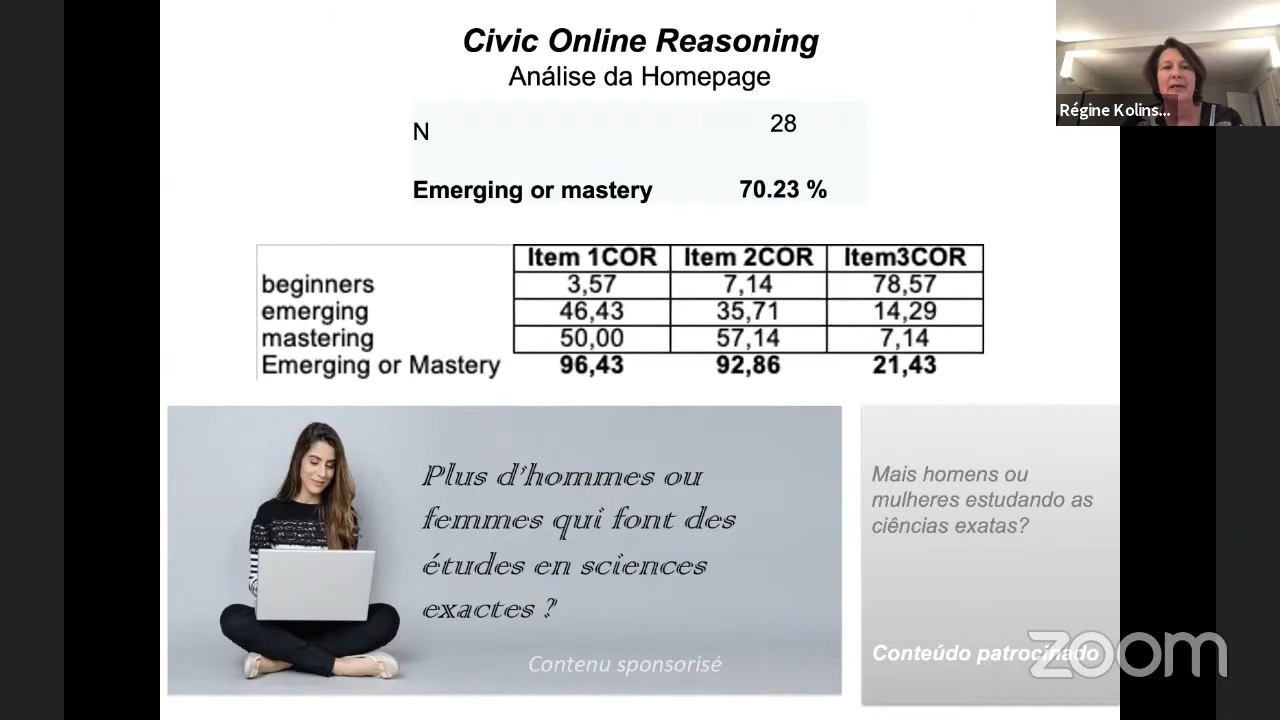 Civic Online Reasoning
Análise da Homepage
Régine Kolins...
N 28
Emerging or mastery 70.23 %
Item 1COR Item 2COR Item3COR
beginners 3,57 7,14 78,57
emerging 46,43 35,71 14,29
mastering 50,00 57,14 7,14
Emerging or Mastery 96,43 92,86 21,43
Plus d'hommes ou
femmes qui font des
études en sciences
exactes ?
Contenu sponsorisé
Mais homens ou
mulheres estudando as
ciências exatas?
Conteúdo patrocinado
zoom